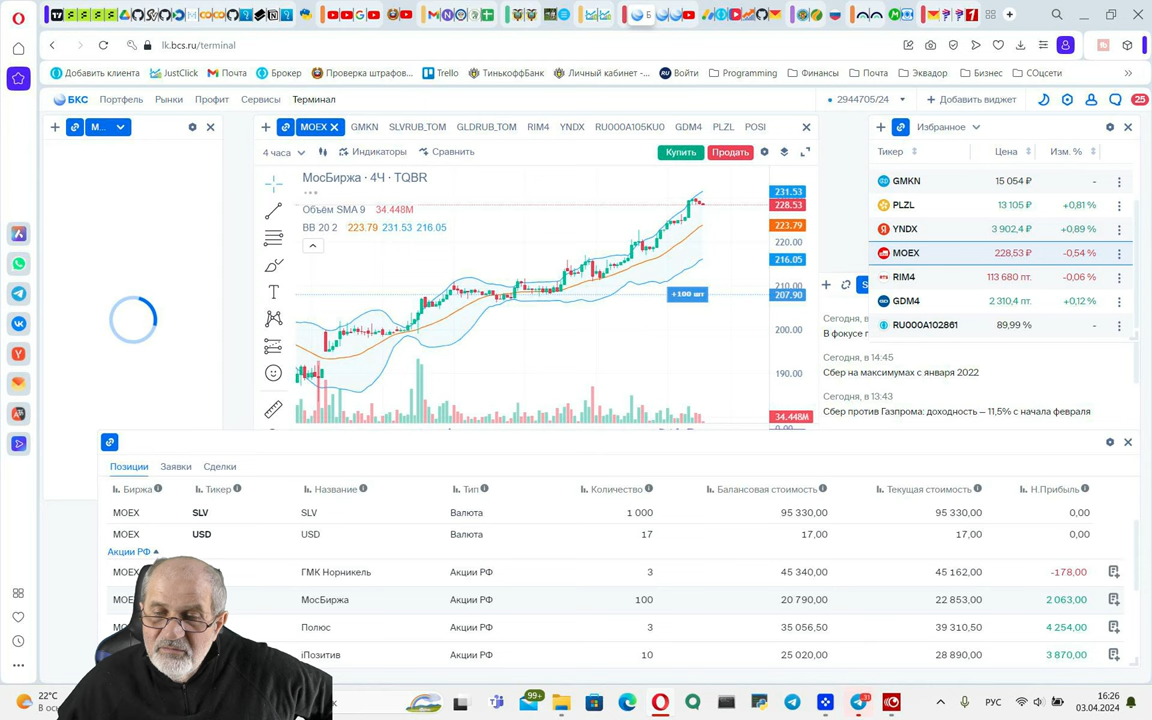 lk.bcs.ru/terminal
Добавить клиента
JustClick
Почта
Брокер
Проверка штрафо...
Trello
ТинькоффБанк
Личный кабинет -...
Войти
Programming
Финансы
Почта
Эквадор
Бизнес
СОцсети
БКС
Портфель
Рынки
Профит
Сервисы
Терминал
2944705/24
Добавить виджет
25
М...
MOEX
GMKN
SLVRUB_TOM
GLDRUB_TOM
RIM4
YNDX
RU000A105KU0
GDM4
PLZL
POSI
4 часа
Индикаторы
Сравнить
Купить
Продать
МосБиржа · 4Ч · TQBR
Объём SMA 9 34.448M
BB 20 2 223.79 231.53 216.05
231.53
228.53
223.79
220.00
216.05
210.00
207.90
200.00
190.00
34.448M
0.00
+100 шт
Избранное
Тикер Цена Изм. %
GMKN 15 054 ₽ -
PLZL 13 105 ₽ +0,81 %
YNDX 3 902,4 ₽ +0,89 %
MOEX 228,53 ₽ -0,54 %
RIM4 113 680 пт. -0,06 %
GDM4 2 310,4 пт. +0,12 %
RU000A102861 89,99 % -
Сегодня, в
В фокусе
Сегодня, в 14:45
Сбер на максимумах с января 2022
Сегодня, в 13:43
Сбер против Газпрома: доходность – 11,5% с начала февраля
Позиции Заявки Сделки
Биржа Тикер Название Тип Количество Балансовая стоимость Текущая стоимость Н.Прибыль
MOEX SLV SLV Валюта 1 000 95 330,00 95 330,00 0,00
MOEX USD USD Валюта 17 17,00 17,00 0,00
Акции РФ
MOEX ГМК Норникель Акции РФ 3 45 340,00 45 162,00 -178,00
MOE МосБиржа Акции РФ 100 20 790,00 22 853,00 2 063,00
Полюс Акции РФ 3 35 056,50 39 310,50 4 254,00
iПозитив Акции РФ 10 25 020,00 28 890,00 3 870,00
22°C
99+
РУС
16:26
03.04.2024